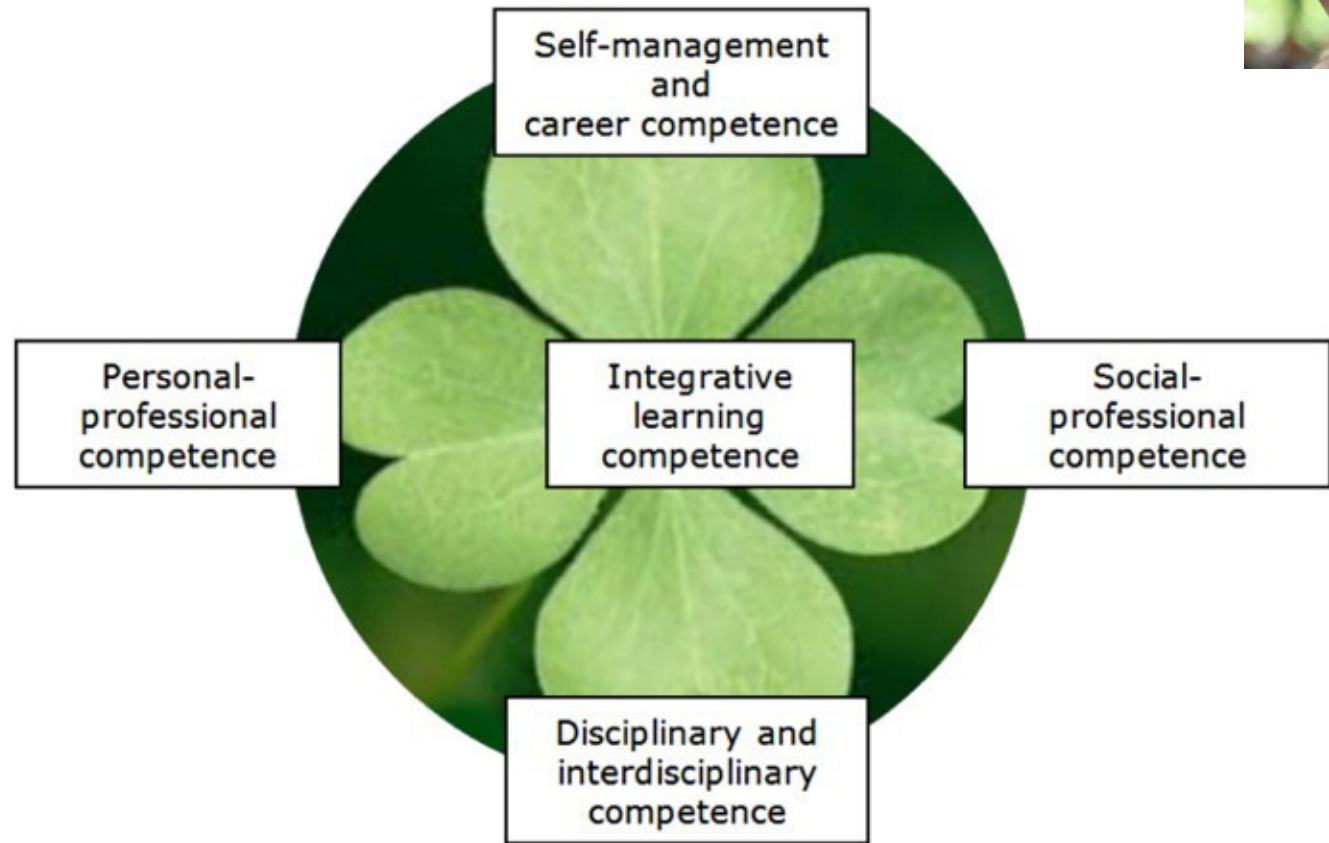 Self-management
and
career competence
Personal-
professional
competence
Integrative
learning
competence
Social-
professional
competence
Disciplinary and
interdisciplinary
competence